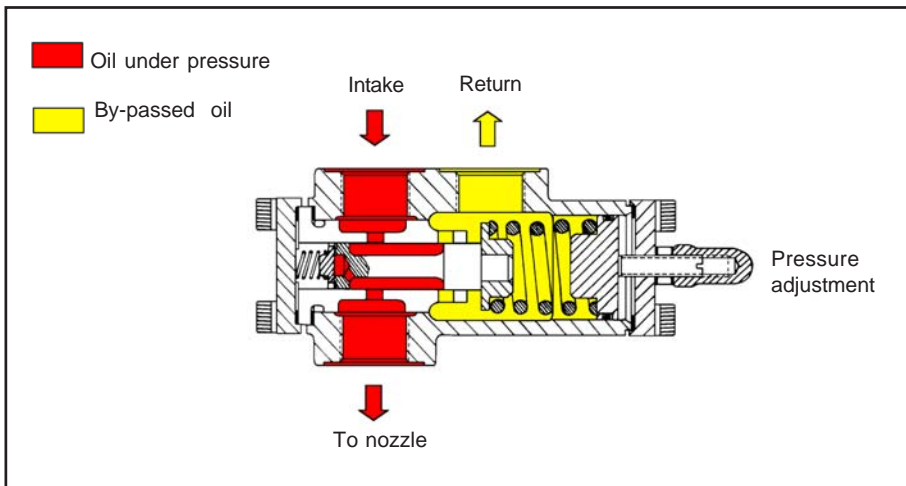 Oil under pressure
By-passed oil
Intake
Return
Pressure
adjustment
To nozzle